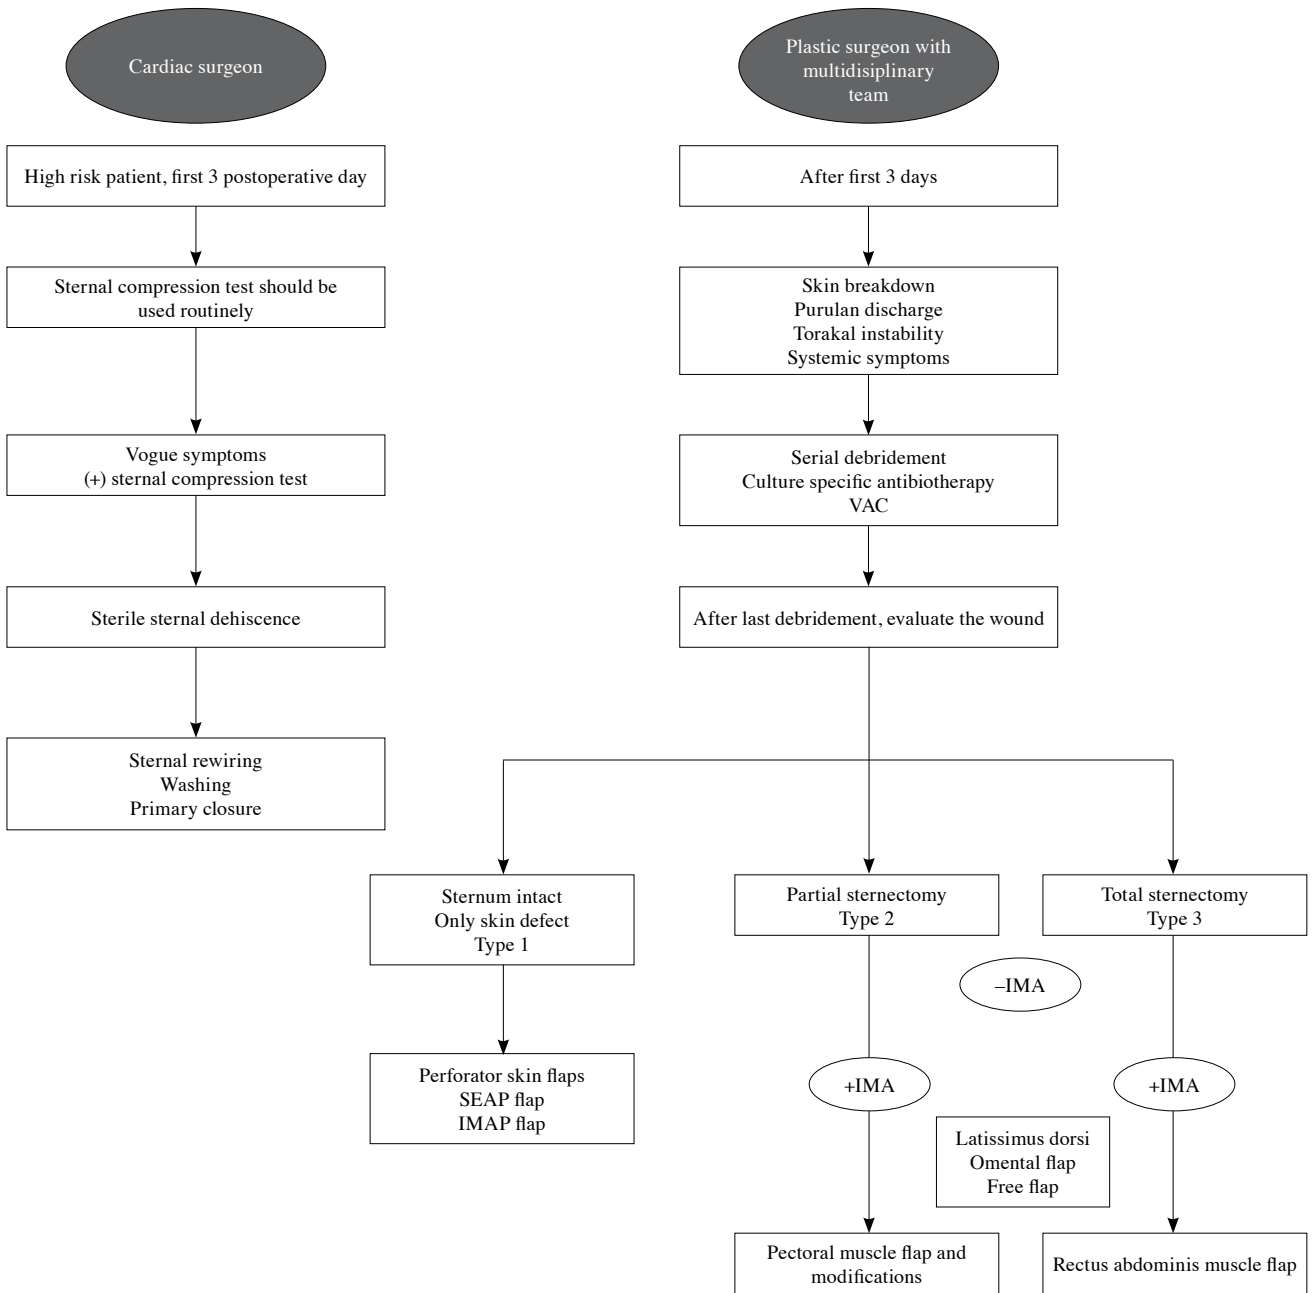 Cardiac surgeon
High risk patient, first 3 postoperative day
Sternal compression test should be
used routinely
Vogue symptoms
(+) sternal compression test
Sterile sternal dehiscence
Sternal rewiring
Washing
Primary closure
Plastic surgeon with
multidisiplinary
team
After first 3 days
Skin breakdown
Purulan discharge
Torakal instability
Systemic symptoms
Serial debridement
Culture specific antibiotherapy
VAC
After last debridement, evaluate the wound
Sternum intact
Only skin defect
Type 1
Perforator skin flaps
SEAP flap
IMAP flap
Partial sternectomy
Type 2
Total sternectomy
Type 3
–IMA
+IMA
+IMA
Latissimus dorsi
Omental flap
Free flap
Pectoral muscle flap and
modifications
Rectus abdominis muscle flap